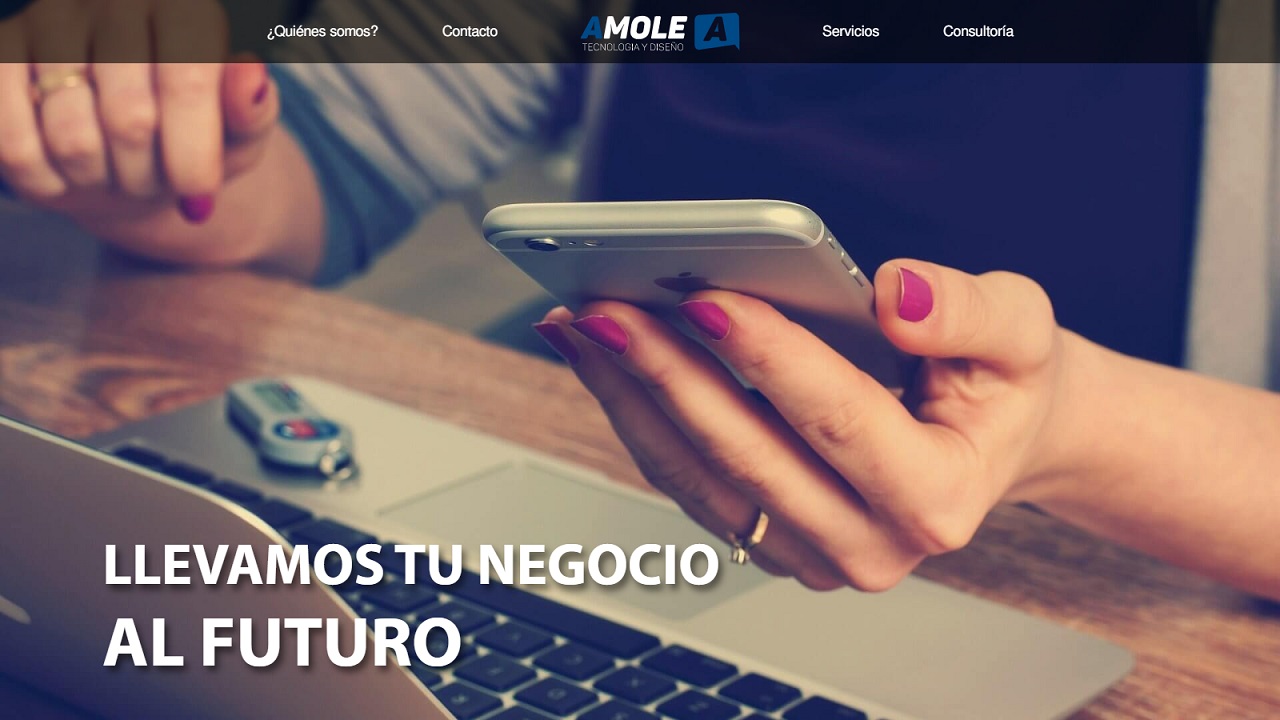 ¿Quiénes somos?
Contacto
AMOLE A
TECNOLOGIA Y DISEÑO
Servicios
Consultoría
LLEVAMOS TU NEGOCIO
AL FUTURO